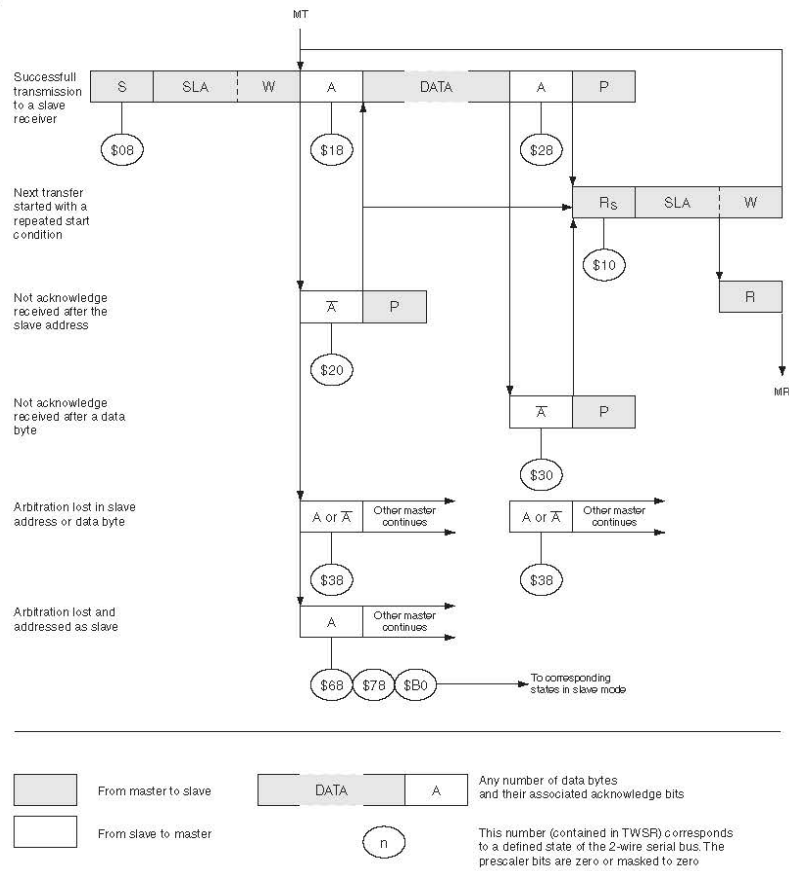 MT
Successfull
transmission
to a slave
receiver
S SLA W A DATA A P
$08 $18 $28
Next transfer
started with a
repeated start
condition
RS SLA W
$10
Not acknowledge
received after the
slave address
A̅ P
R
$20
MR
Not acknowledge
received after a data
byte
A̅ P
$30
Arbitration lost in slave
address or data byte
A or A̅ Other master
continues
A or A̅ Other master
continues
$38 $38
Arbitration lost and
addressed as slave
A Other master
continues
$68 $78 $B0
To corresponding
states in slave mode
From master to slave
DATA A
Any number of data bytes
and their associated acknowledge bits
From slave to master
n
This number (contained in TWSR) corresponds
to a defined state of the 2-wire serial bus. The
prescaler bits are zero or masked to zero